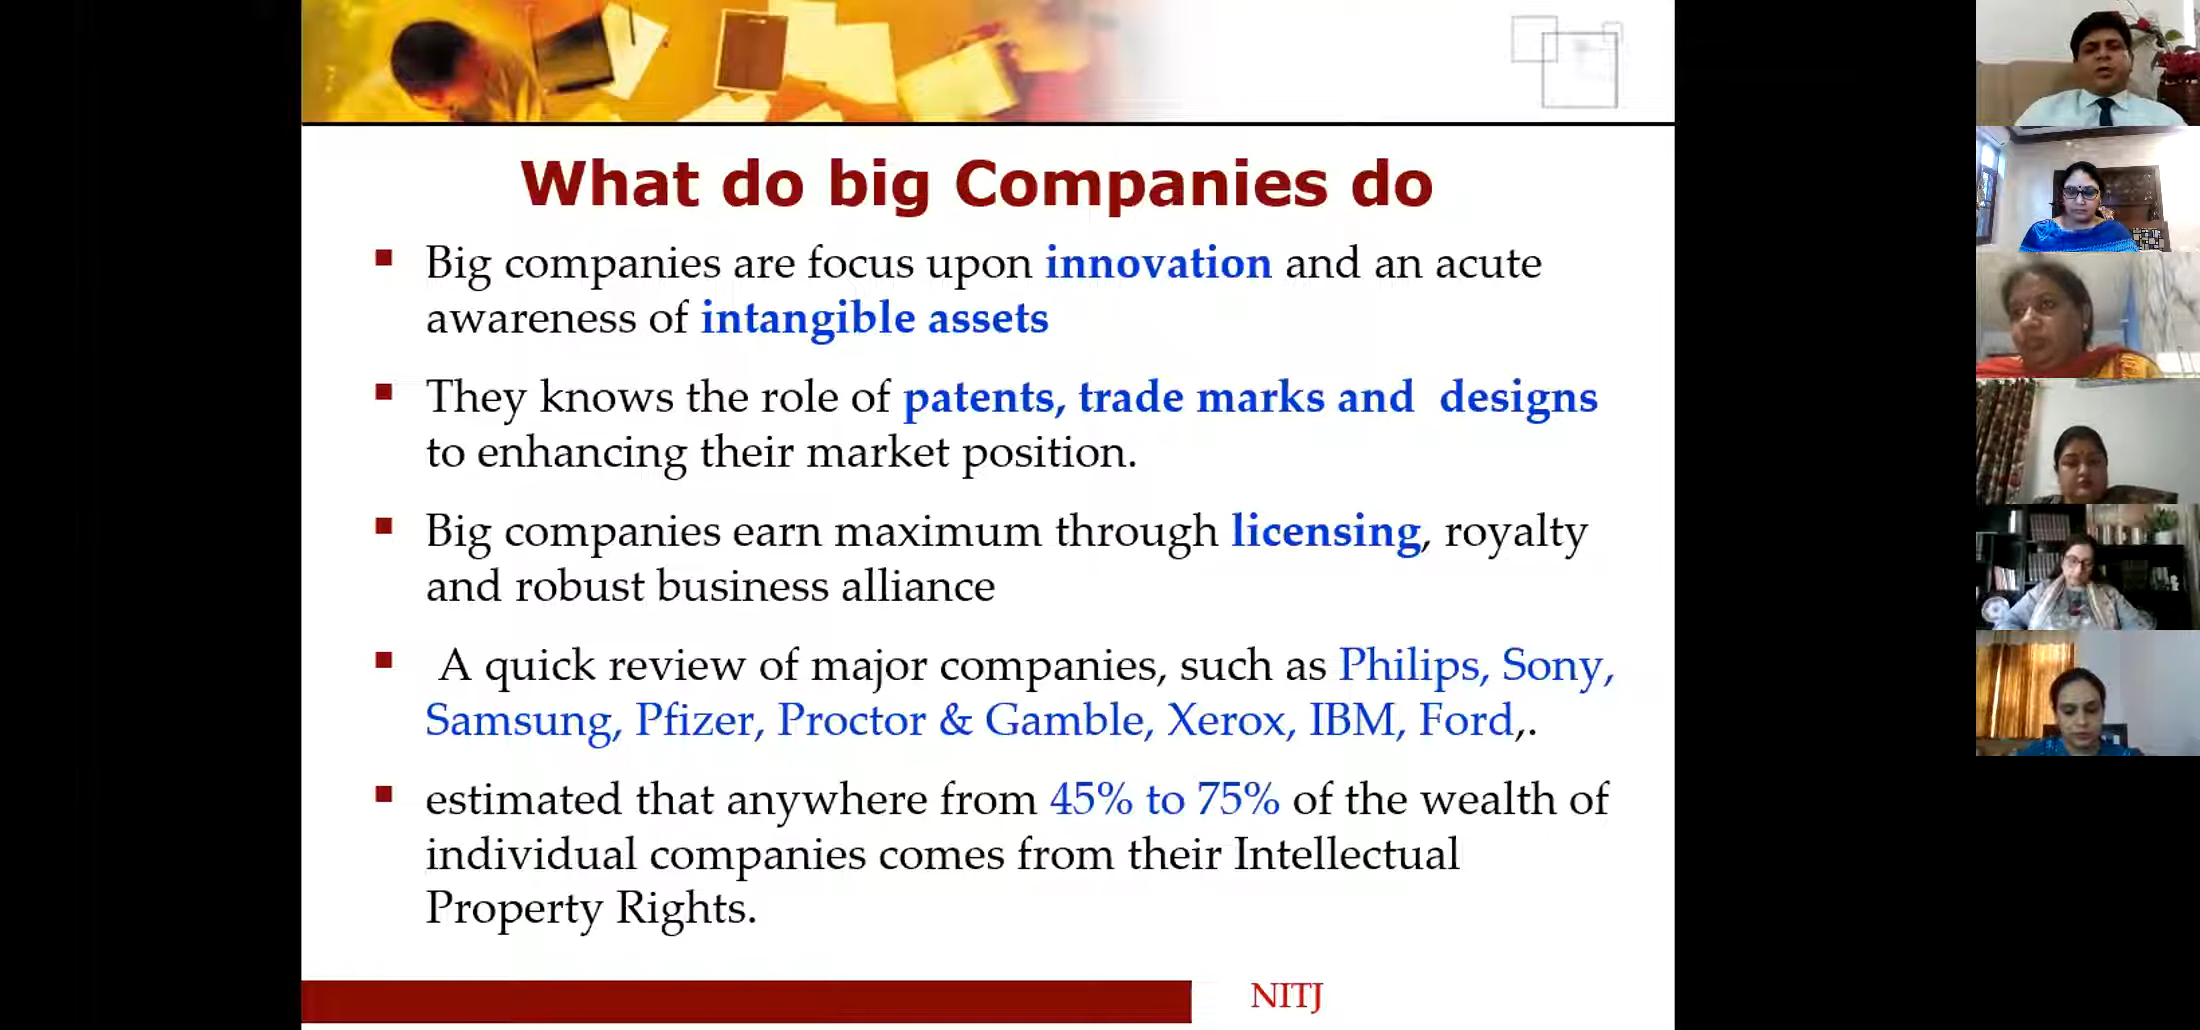 What do big Companies do
Big companies are focus upon innovation and an acute
awareness of intangible assets
They knows the role of patents, trade marks and designs
to enhancing their market position.
Big companies earn maximum through licensing, royalty
and robust business alliance
A quick review of major companies, such as Philips, Sony,
Samsung, Pfizer, Proctor & Gamble, Xerox, IBM, Ford,.
estimated that anywhere from 45% to 75% of the wealth of
individual companies comes from their Intellectual
Property Rights.
NITJ